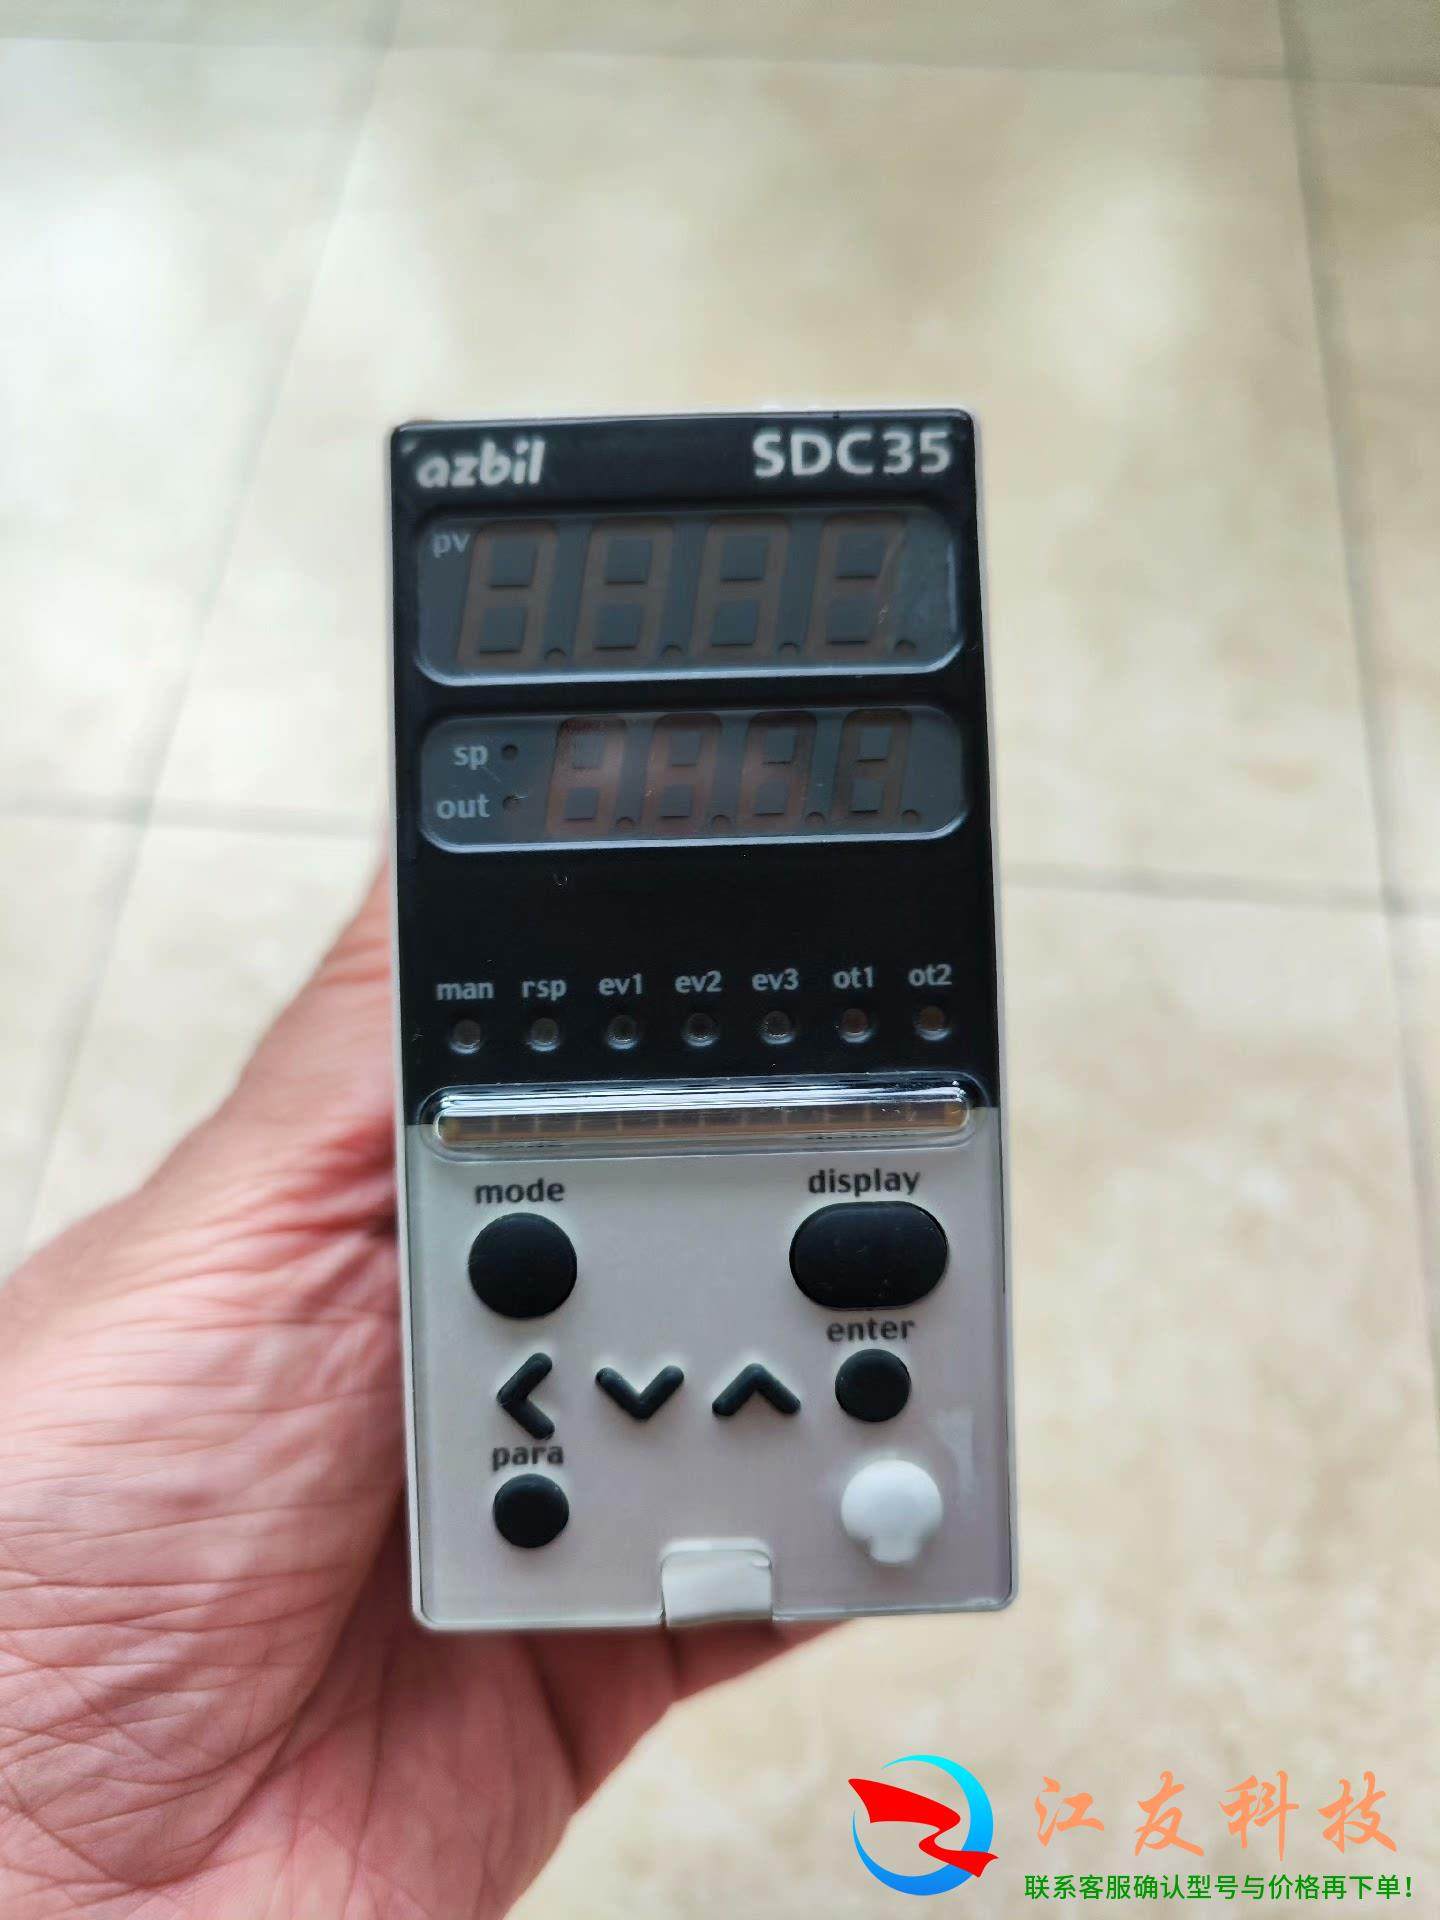 azbil SDC35
pv
sp
out
man rsp ev1 ev2 ev3 ot1 ot2
mode display
enter
para
江友科技
联系客服确认型号与价格再下单！